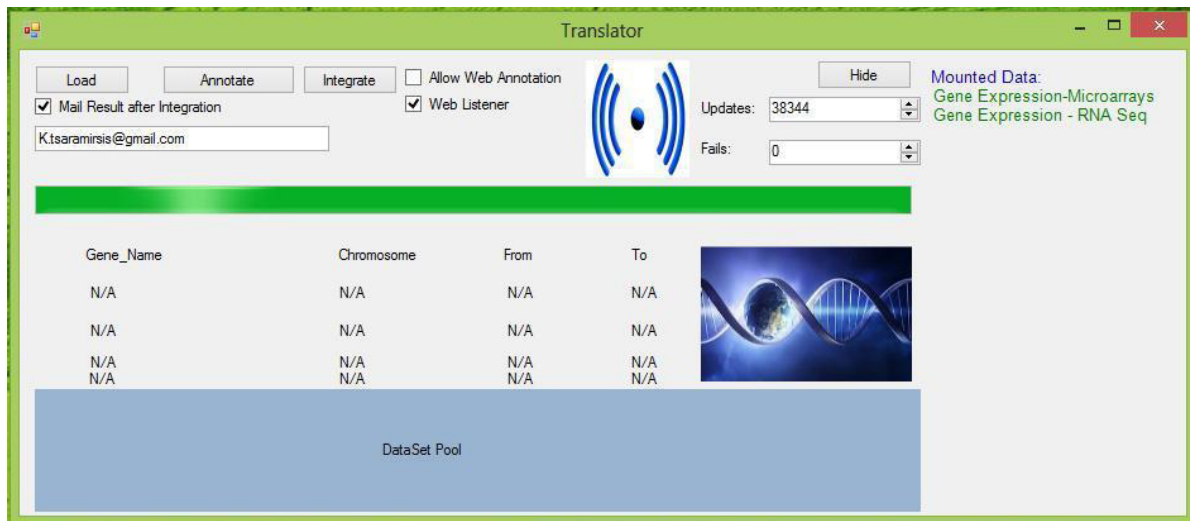 Translator
Load Annotate Integrate Allow Web Annotation Hide
Mail Result after Integration Web Listener
K.tsaramirsis@gmail.com
Updates: 38344
Fails: 0
Mounted Data:
Gene Expression-Microarrays
Gene Expression - RNA Seq
Gene_Name Chromosome From To
N/A N/A N/A N/A
N/A N/A N/A N/A
N/A N/A N/A N/A
N/A N/A N/A N/A
DataSet Pool